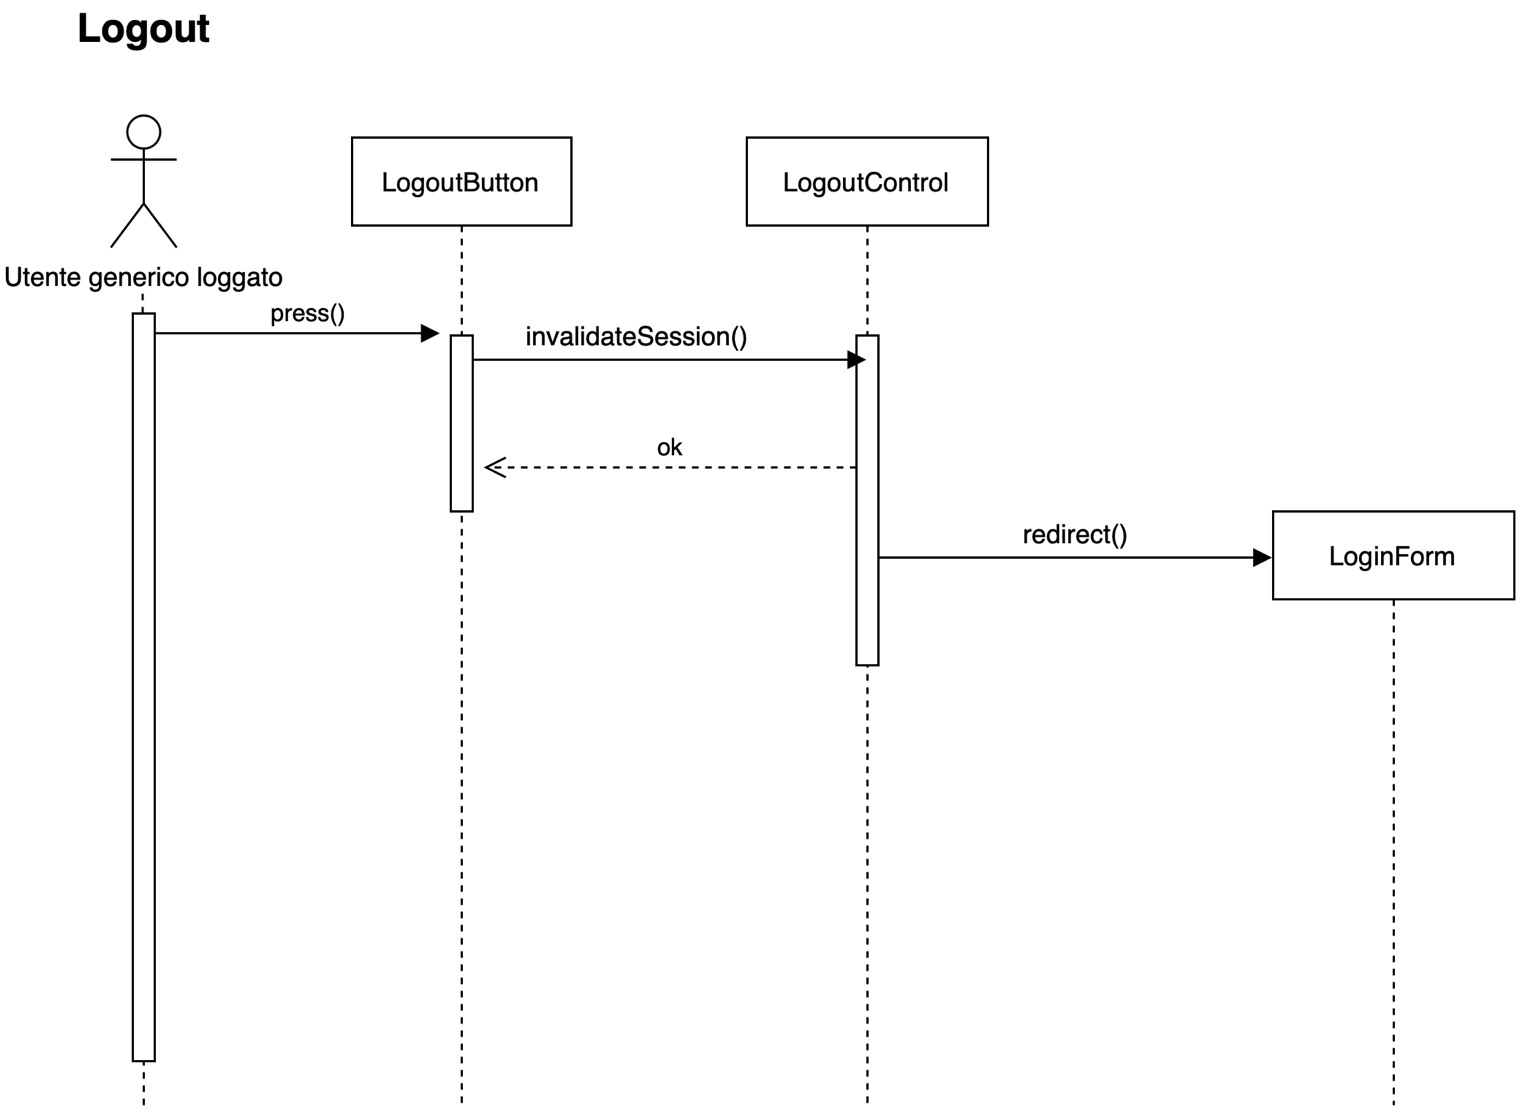 Logout
LogoutButton
LogoutControl
Utente generico loggato
press()
invalidateSession()
ok
redirect()
LoginForm